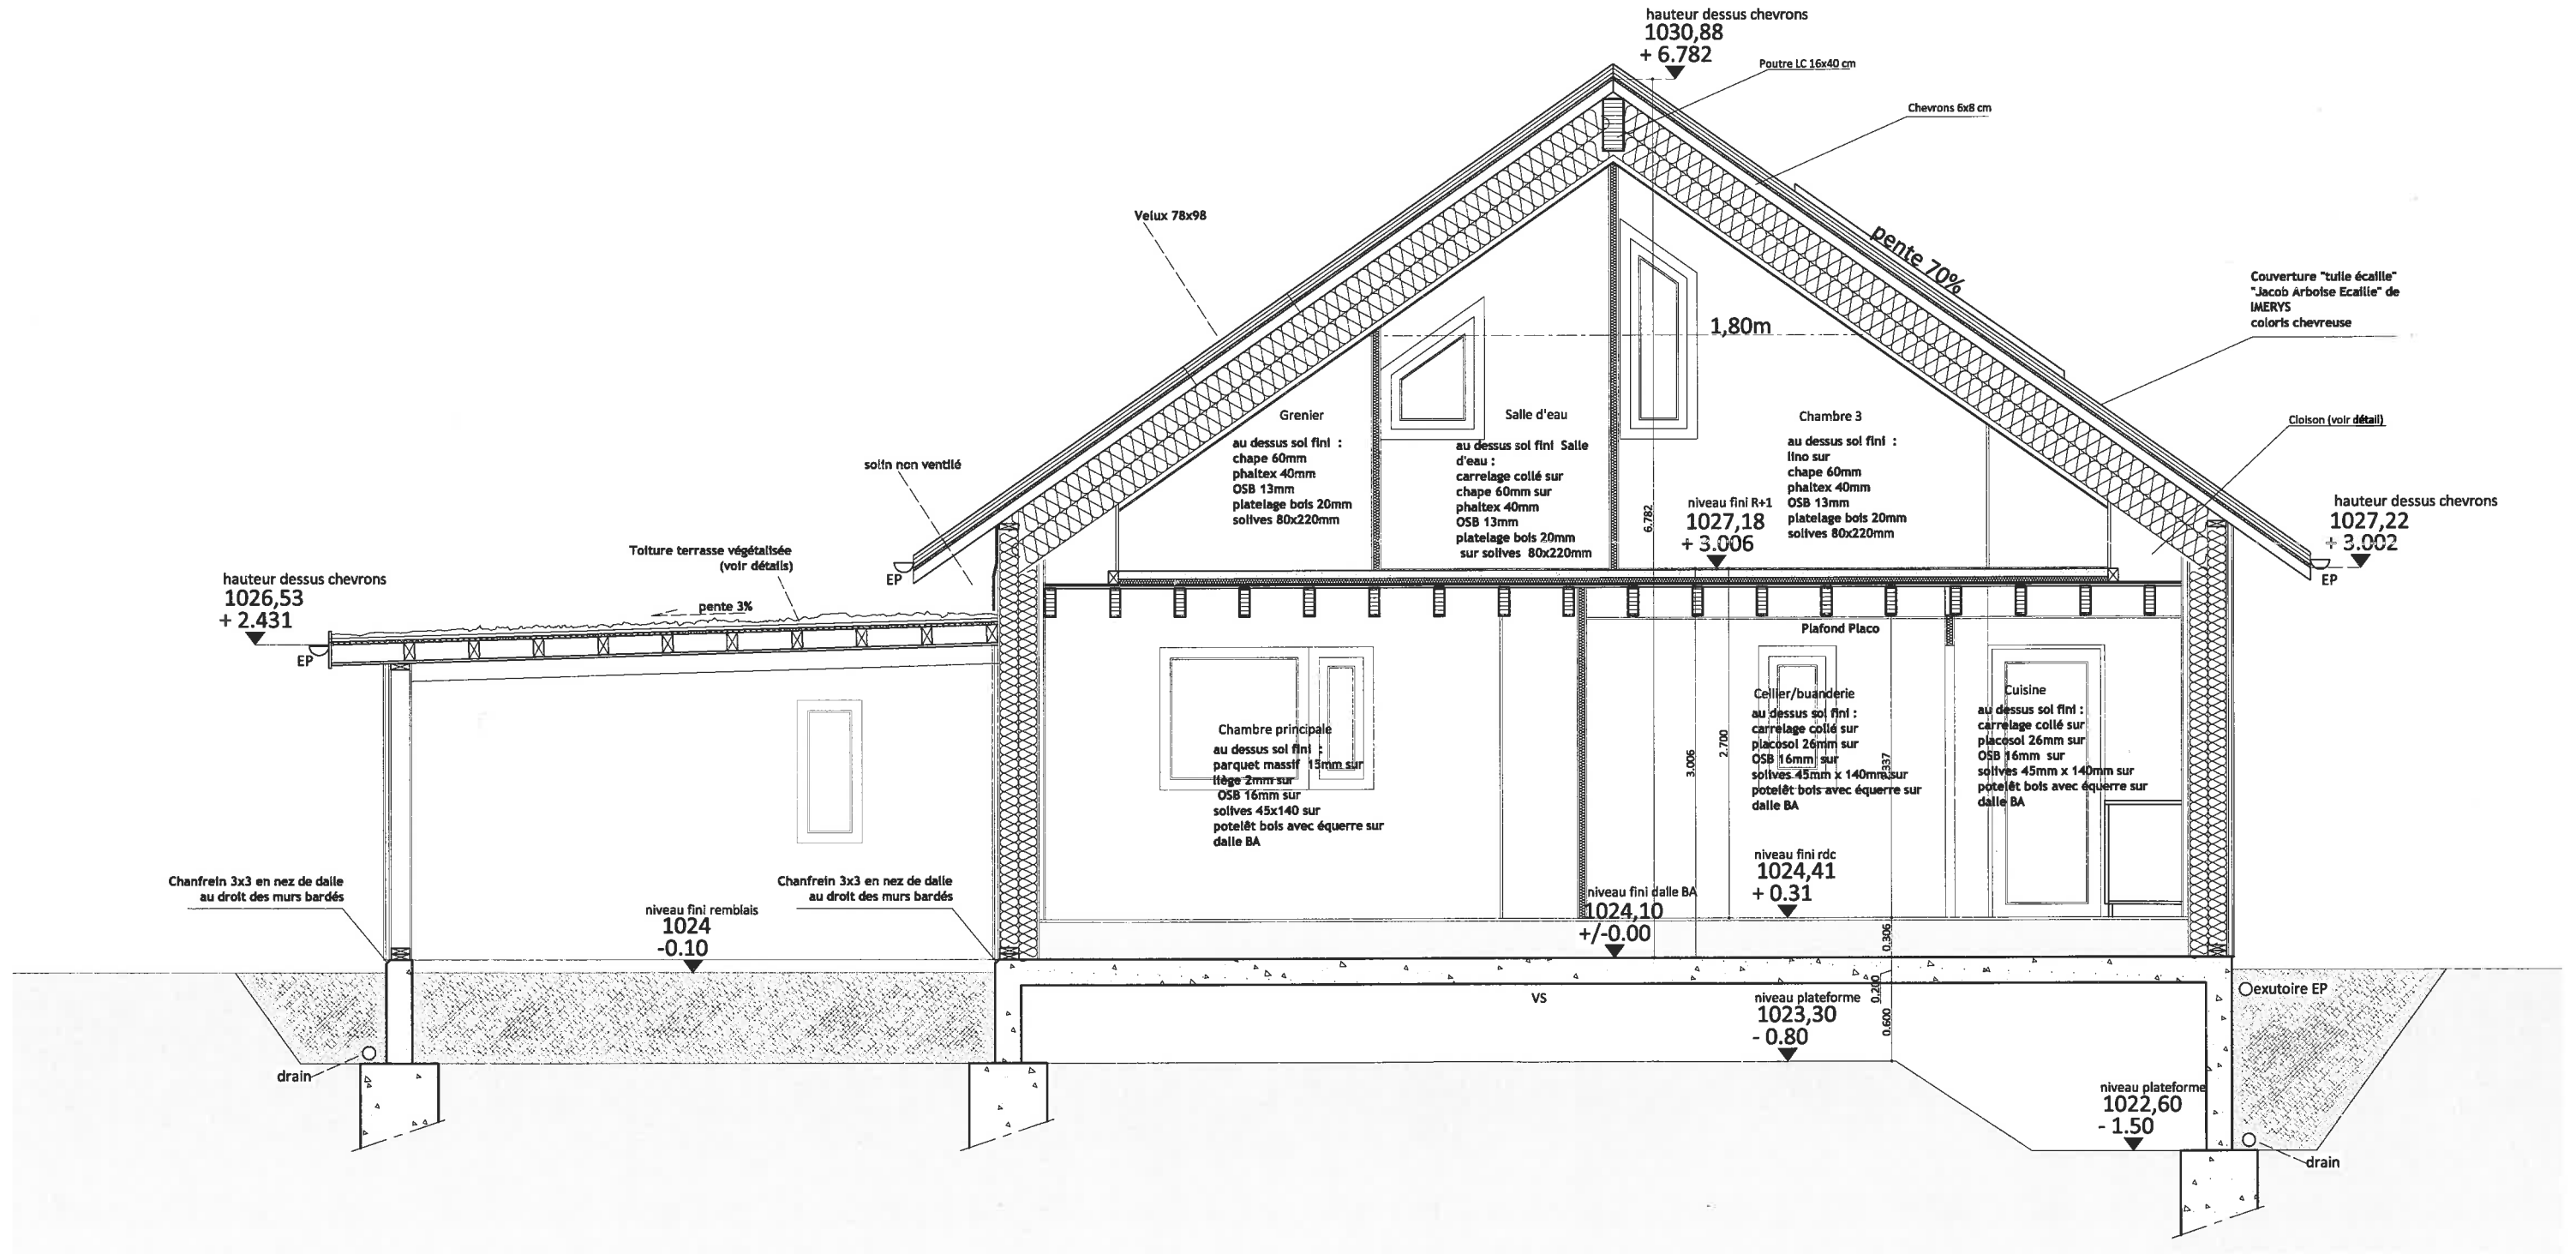 hauteur dessus chevrons
1030,88
+ 6.782
Poutre LC 16x40 cm
Chevrons 6x8 cm
Velux 78x98
pente 70%
Couverture "tuile écaille"
"Jacob Arboise Ecaille" de
IMERYS
coloris chevreuse
1,80m
Grenier
au dessus sol fini :
chape 60mm
phaltex 40mm
OSB 13mm
platelage bois 20mm
solives 80x220mm
Salle d'eau
au dessus sol fini Salle
d'eau :
carrelage collé sur
chape 60mm sur
phaltex 40mm
OSB 13mm
platelage bois 20mm
sur solives 80x220mm
Chambre 3
au dessus sol fini :
lino sur
chape 60mm
phaltex 40mm
OSB 13mm
platelage bois 20mm
solives 80x220mm
Cloison (voir détail)
solin non ventilé
niveau fini R+1
1027,18
+ 3.006
6.782
hauteur dessus chevrons
1027,22
+ 3.002
EP
EP
Toiture terrasse végétalisée
(voir détails)
hauteur dessus chevrons
1026,53
+ 2.431
pente 3%
EP
Plafond Placo
Chambre principale
au dessus sol fini :
parquet massif 15mm sur
liège 2mm sur
OSB 16mm sur
solives 45x140 sur
potelêt bois avec équerre sur
dalle BA
3.006
2.700
Cellier/buanderie
au dessus sol fini :
carrelage collé sur
placosol 26mm sur
OSB 16mm sur
solives 45mm x 140mm sur
potelêt bois avec équerre sur
dalle BA
Cuisine
au dessus sol fini :
carrelage collé sur
placosol 26mm sur
OSB 16mm sur
solives 45mm x 140mm sur
potelêt bois avec équerre sur
dalle BA
Chanfrein 3x3 en nez de dalle
au droit des murs bardés
Chanfrein 3x3 en nez de dalle
au droit des murs bardés
niveau fini remblais
1024
-0.10
niveau fini dalle BA
1024,10
+/-0.00
niveau fini rdc
1024,41
+ 0.31
0.306
0.200
0.600
VS
niveau plateforme
1023,30
- 0.80
exutoire EP
niveau plateforme
1022,60
- 1.50
drain
drain